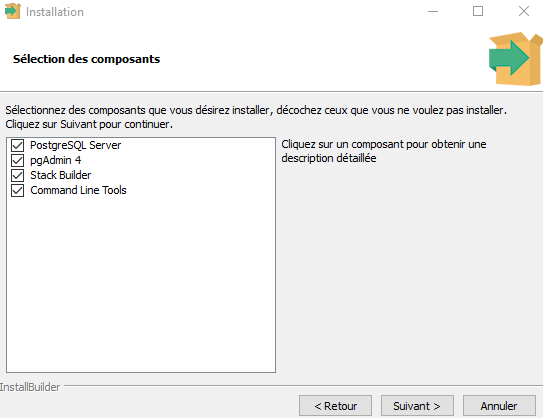 Installation
Sélection des composants
Sélectionnez des composants que vous désirez installer, décochez ceux que vous ne voulez pas installer.
Cliquez sur Suivant pour continuer.
PostgreSQL Server
pgAdmin 4
Stack Builder
Command Line Tools
Cliquez sur un composant pour obtenir une
description détaillée
InstallBuilder
< Retour
Suivant >
Annuler